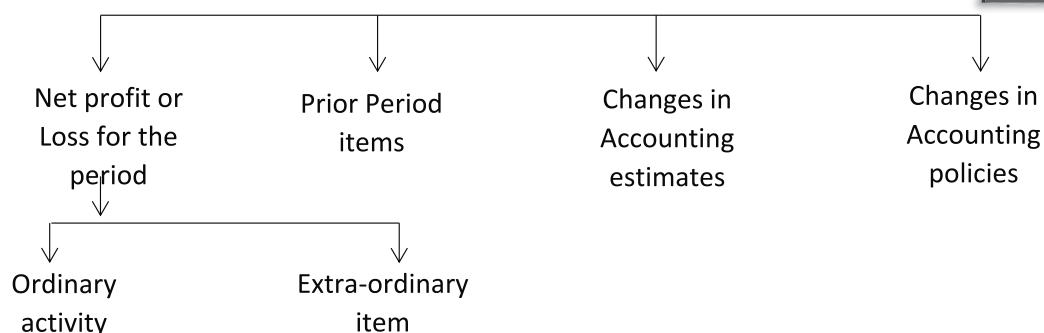 Net profit or
Loss for the
period
Prior Period
items
Changes in
Accounting
estimates
Changes in
Accounting
policies
Ordinary
activity
Extra-ordinary
item